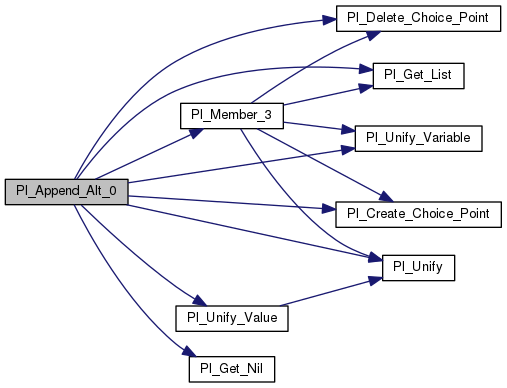 Pl_Delete_Choice_Point
Pl_Get_List
Pl_Member_3
Pl_Unify_Variable
Pl_Append_Alt_0
Pl_Create_Choice_Point
Pl_Unify
Pl_Unify_Value
Pl_Get_Nil